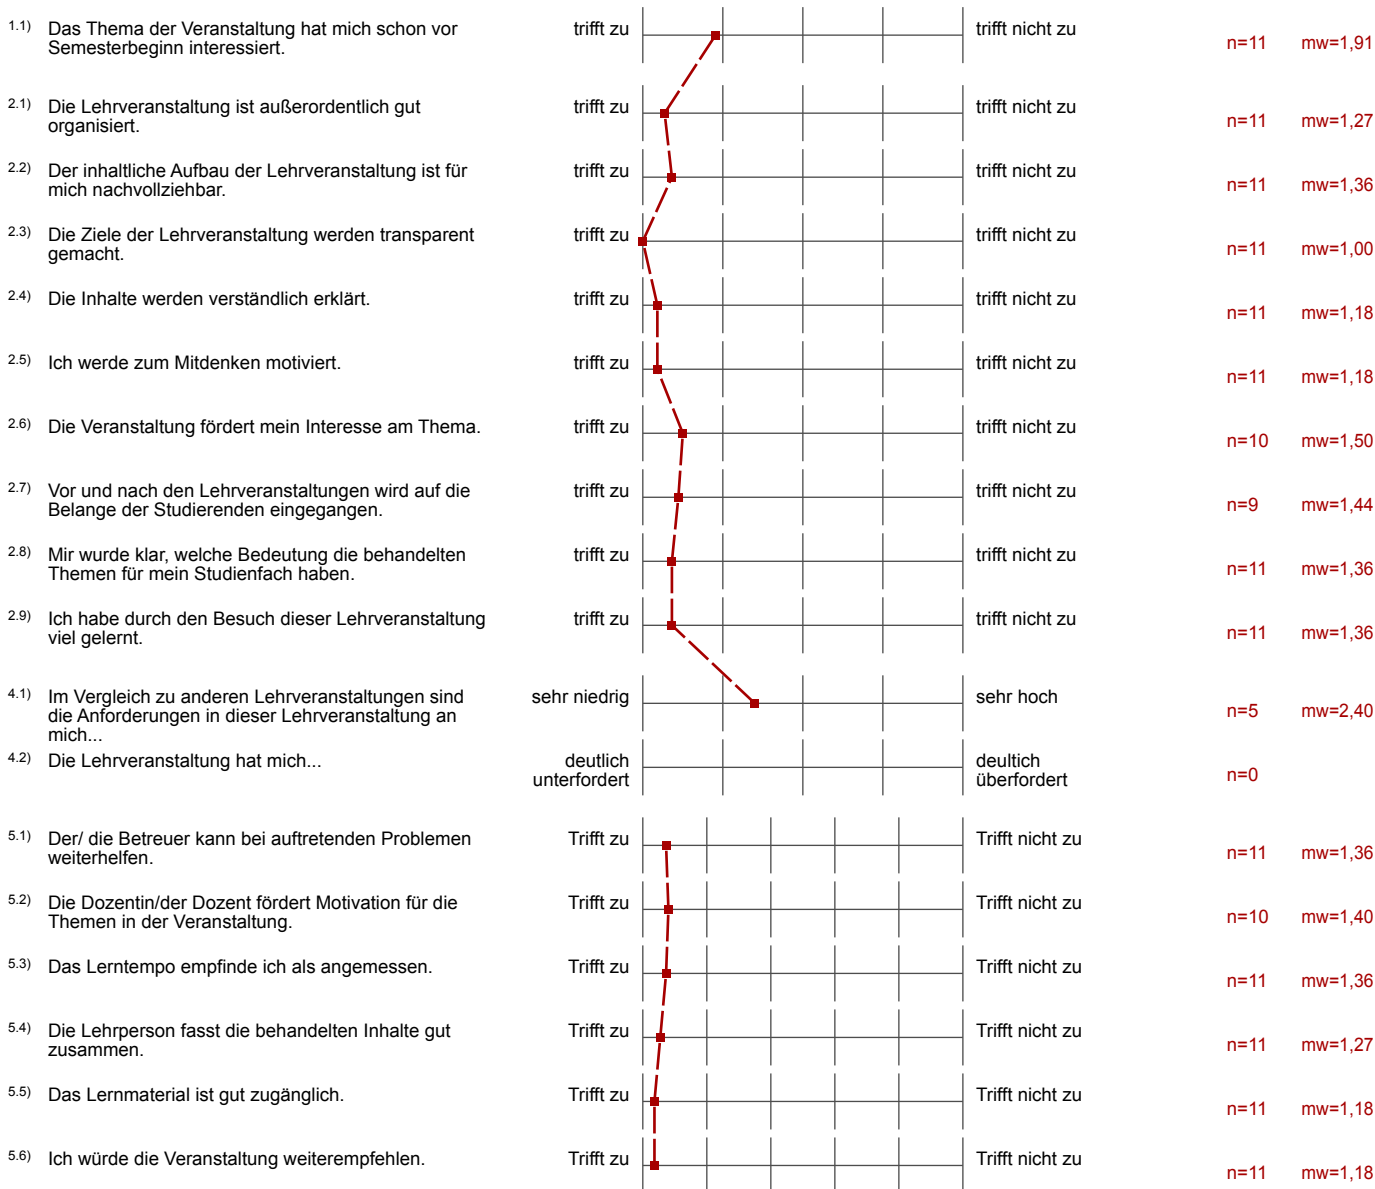 1.1) Das Thema der Veranstaltung hat mich schon vor
Semesterbeginn interessiert.
trifft zu
trifft nicht zu
n=11 mw=1,91
2.1) Die Lehrveranstaltung ist außerordentlich gut
organisiert.
trifft zu
trifft nicht zu
n=11 mw=1,27
2.2) Der inhaltliche Aufbau der Lehrveranstaltung ist für
mich nachvollziehbar.
trifft zu
trifft nicht zu
n=11 mw=1,36
2.3) Die Ziele der Lehrveranstaltung werden transparent
gemacht.
trifft zu
trifft nicht zu
n=11 mw=1,00
2.4) Die Inhalte werden verständlich erklärt.
trifft zu
trifft nicht zu
n=11 mw=1,18
2.5) Ich werde zum Mitdenken motiviert.
trifft zu
trifft nicht zu
n=11 mw=1,18
2.6) Die Veranstaltung fördert mein Interesse am Thema.
trifft zu
trifft nicht zu
n=10 mw=1,50
2.7) Vor und nach den Lehrveranstaltungen wird auf die
Belange der Studierenden eingegangen.
trifft zu
trifft nicht zu
n=9 mw=1,44
2.8) Mir wurde klar, welche Bedeutung die behandelten
Themen für mein Studienfach haben.
trifft zu
trifft nicht zu
n=11 mw=1,36
2.9) Ich habe durch den Besuch dieser Lehrveranstaltung
viel gelernt.
trifft zu
trifft nicht zu
n=11 mw=1,36
4.1) Im Vergleich zu anderen Lehrveranstaltungen sind
die Anforderungen in dieser Lehrveranstaltung an
mich...
sehr niedrig
sehr hoch
n=5 mw=2,40
4.2) Die Lehrveranstaltung hat mich...
deutlich
unterfordert
deultich
überfordert
n=0
5.1) Der/ die Betreuer kann bei auftretenden Problemen
weiterhelfen.
Trifft zu
Trifft nicht zu
n=11 mw=1,36
5.2) Die Dozentin/der Dozent fördert Motivation für die
Themen in der Veranstaltung.
Trifft zu
Trifft nicht zu
n=10 mw=1,40
5.3) Das Lerntempo empfinde ich als angemessen.
Trifft zu
Trifft nicht zu
n=11 mw=1,36
5.4) Die Lehrperson fasst die behandelten Inhalte gut
zusammen.
Trifft zu
Trifft nicht zu
n=11 mw=1,27
5.5) Das Lernmaterial ist gut zugänglich.
Trifft zu
Trifft nicht zu
n=11 mw=1,18
5.6) Ich würde die Veranstaltung weiterempfehlen.
Trifft zu
Trifft nicht zu
n=11 mw=1,18